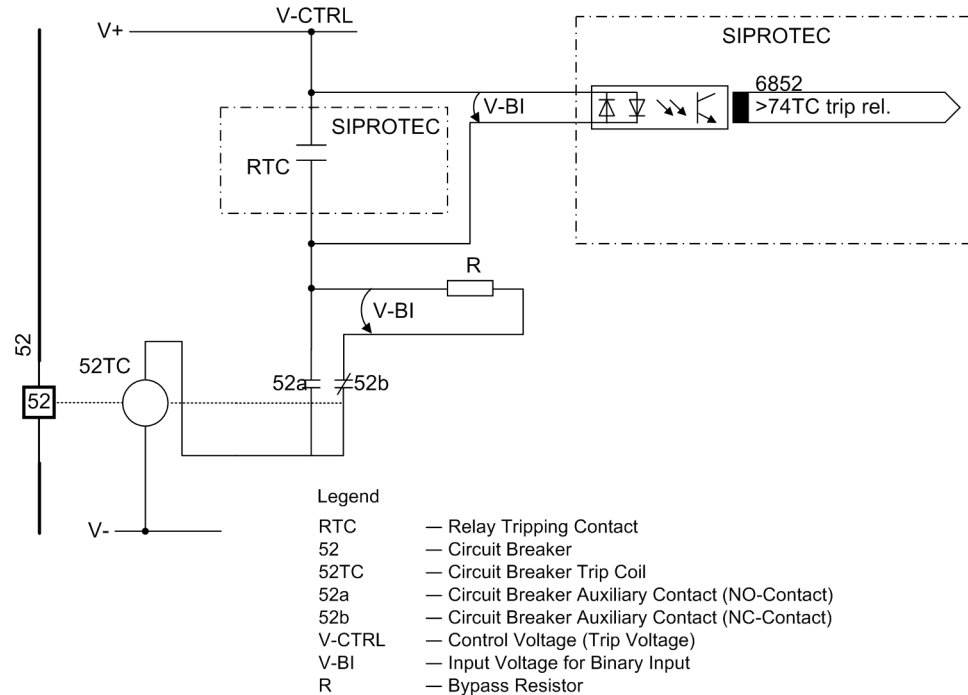 V-CTRL
V+
SIPROTEC
6852
>74TC trip rel.
V-BI
SIPROTEC
RTC
R
V-BI
52
52TC
52a
52b
52
V-
Legend
RTC — Relay Tripping Contact
52 — Circuit Breaker
52TC — Circuit Breaker Trip Coil
52a — Circuit Breaker Auxiliary Contact (NO-Contact)
52b — Circuit Breaker Auxiliary Contact (NC-Contact)
V-CTRL — Control Voltage (Trip Voltage)
V-BI — Input Voltage for Binary Input
R — Bypass Resistor